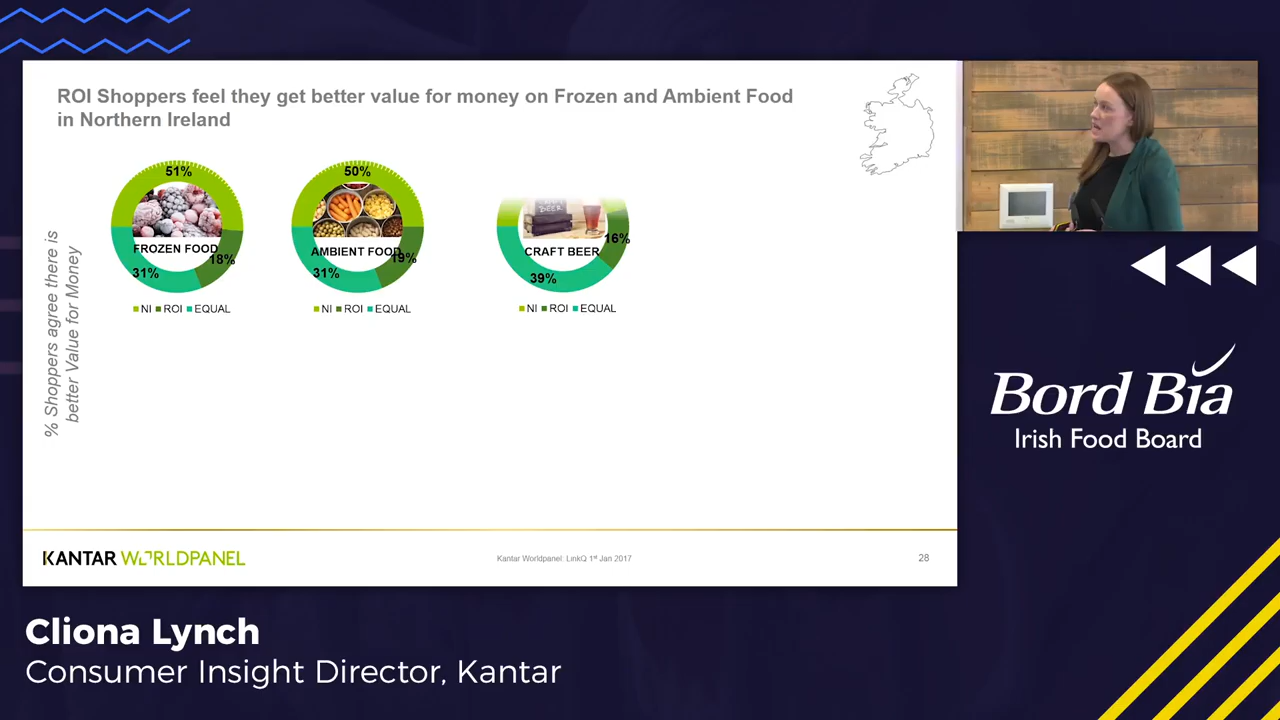 ROI Shoppers feel they get better value for money on Frozen and Ambient Food
in Northern Ireland
% Shoppers agree there is
better Value for Money
51%
FROZEN FOOD
18%
31%
NI ROI EQUAL
50%
AMBIENT FOOD
19%
31%
NI ROI EQUAL
CRAFT BEER
16%
CRAFT BEER
39%
NI ROI EQUAL
KANTAR WORLDPANEL
Kantar Worldpanel: LinkQ 1st Jan 2017
28
Bord Bia
Irish Food Board
Cliona Lynch
Consumer Insight Director, Kantar